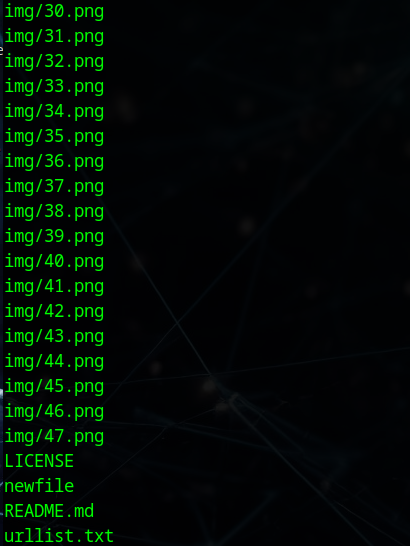 img/30.png
img/31.png
img/32.png
img/33.png
img/34.png
img/35.png
img/36.png
img/37.png
img/38.png
img/39.png
img/40.png
img/41.png
img/42.png
img/43.png
img/44.png
img/45.png
img/46.png
img/47.png
LICENSE
newfile
README.md
urllist.txt